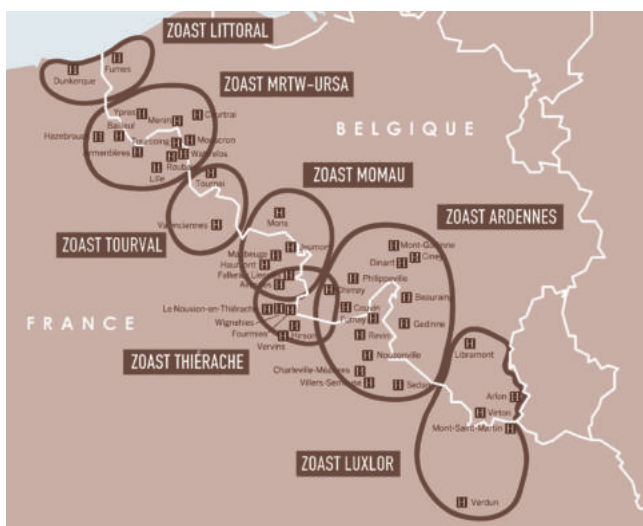 ZOAST LITTORAL
Furnes
Dunkerque
ZOAST MRTW-URSA
Ypres
Menin
Courtrai
Bailleul
Hazebrouck
Tourcoing
Mouscron
Armentières
Wattrelos
Roubaix
Lille
BELGIQUE
Tournai
ZOAST MOMAU
Mons
ZOAST ARDENNES
Valenciennes
ZOAST TOURVAL
Jeumont
Maubeuge
Haumont
Felleries-Liessies
Mont-Godinne
Ciney
Dinant
Philippeville
Chimay
Beauraing
FRANCE
Le Nouvion-en-Thiérache
Wignehies
Fourmies
Hirson
Vervins
Couvin
Fumay
Gedinne
Revin
ZOAST THIÉRACHE
Nouzonville
Libramont
Charleville-Mézières
Villers-Semeuse
Sedan
Arlon
Virton
Mont-Saint-Martin
ZOAST LUXLOR
Verdun